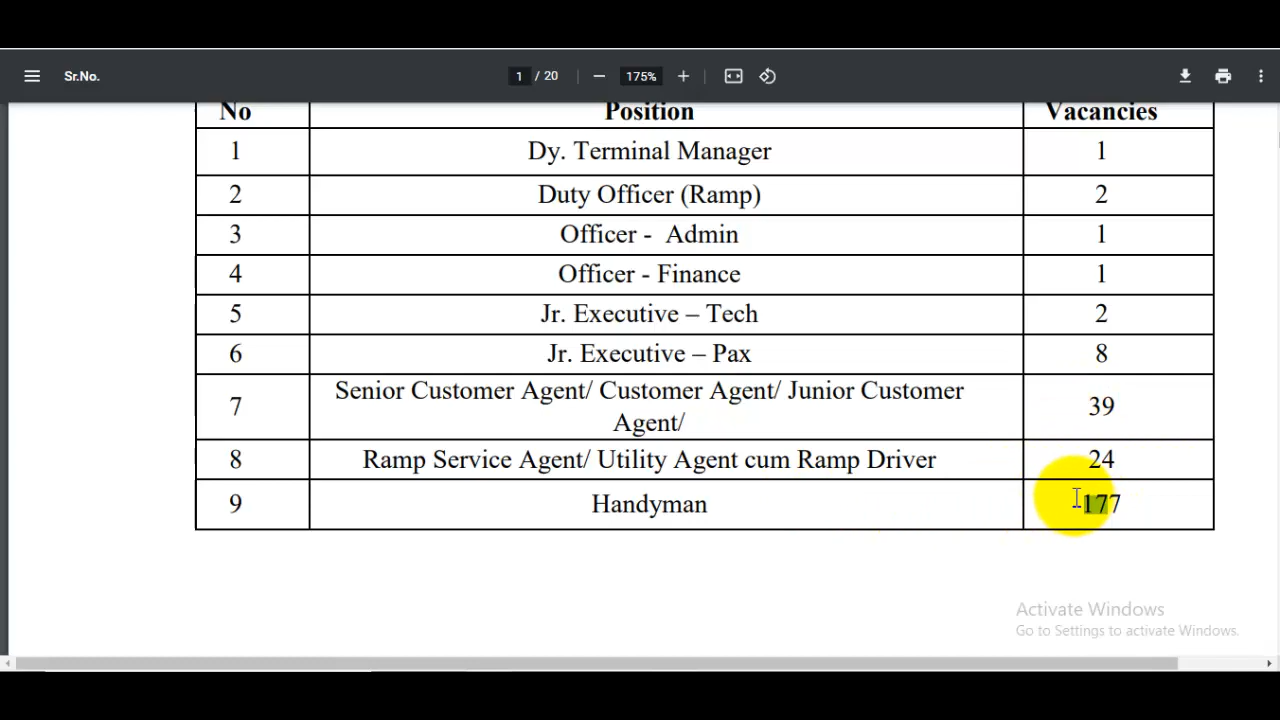 Sr.No.
1 / 20
175%
No Position Vacancies
1 Dy. Terminal Manager 1
2 Duty Officer (Ramp) 2
3 Officer - Admin 1
4 Officer - Finance 1
5 Jr. Executive – Tech 2
6 Jr. Executive – Pax 8
7 Senior Customer Agent/ Customer Agent/ Junior Customer 39
Agent/
8 Ramp Service Agent/ Utility Agent cum Ramp Driver 24
9 Handyman 177
Activate Windows
Go to Settings to activate Windows.